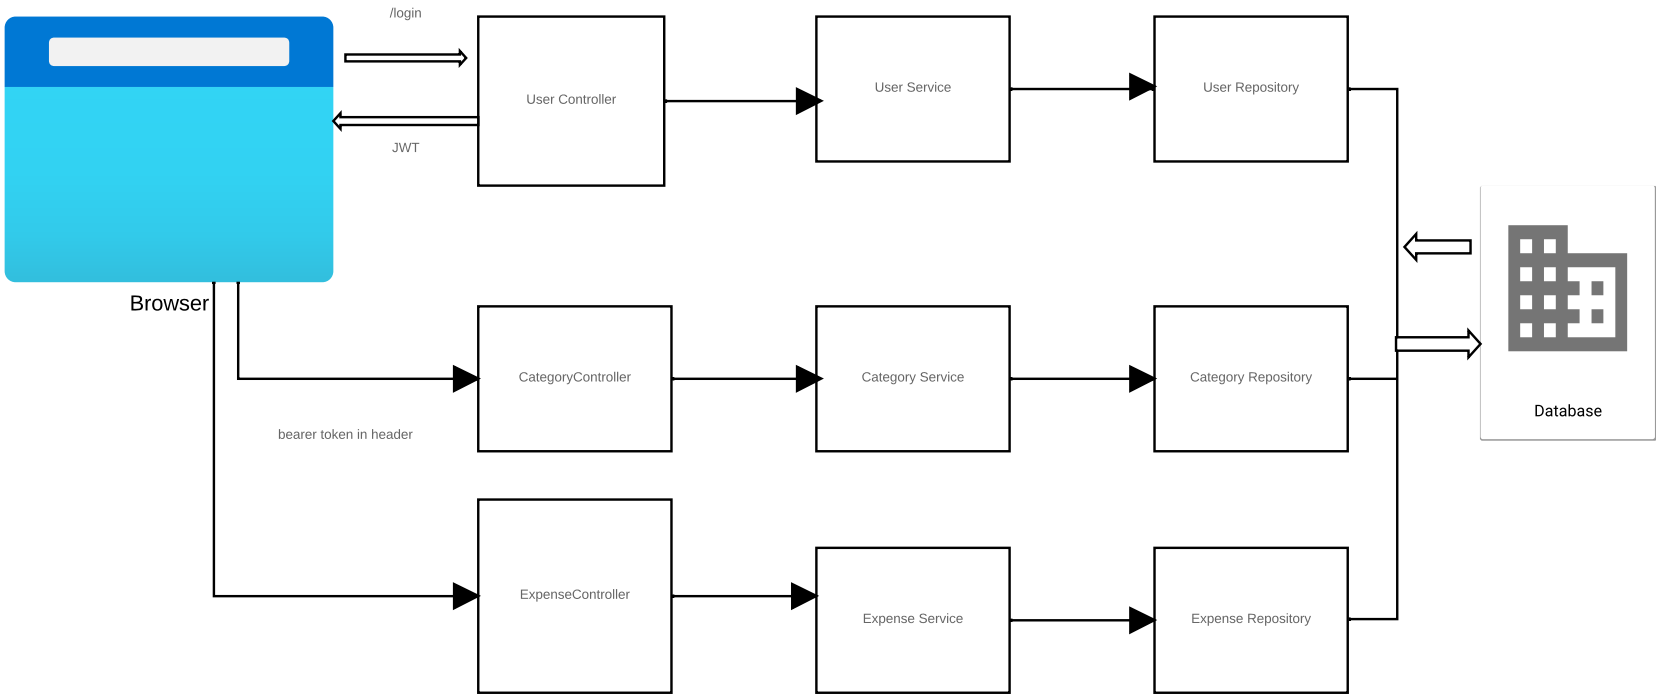 /login
User Controller
User Service
User Repository
JWT
Browser
CategoryController
Category Service
Category Repository
Database
bearer token in header
ExpenseController
Expense Service
Expense Repository